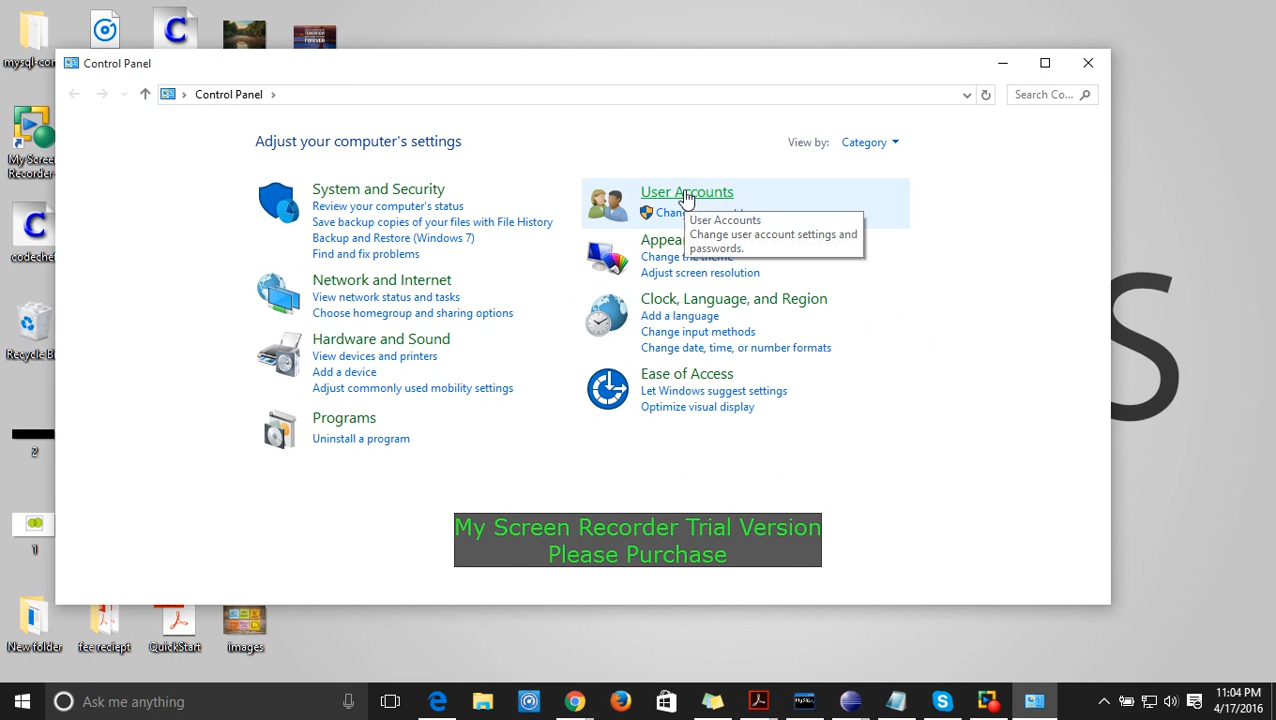 mysql-con
My Screen
Recorder
codeche
Recycle Bi
2
1
New folder
fee reciept
QuickStart
images
Control Panel
Control Panel
Search Co...
Adjust your computer's settings
View by: Category
System and Security
Review your computer's status
Save backup copies of your files with File History
Backup and Restore (Windows 7)
Find and fix problems
Network and Internet
View network status and tasks
Choose homegroup and sharing options
Hardware and Sound
View devices and printers
Add a device
Adjust commonly used mobility settings
Programs
Uninstall a program
User Accounts
Chan
User Accounts
Change user account settings and
passwords.
Appea
Change the theme
Adjust screen resolution
Clock, Language, and Region
Add a language
Change input methods
Change date, time, or number formats
Ease of Access
Let Windows suggest settings
Optimize visual display
My Screen Recorder Trial Version
Please Purchase
S
Ask me anything
11:04 PM
4/17/2016